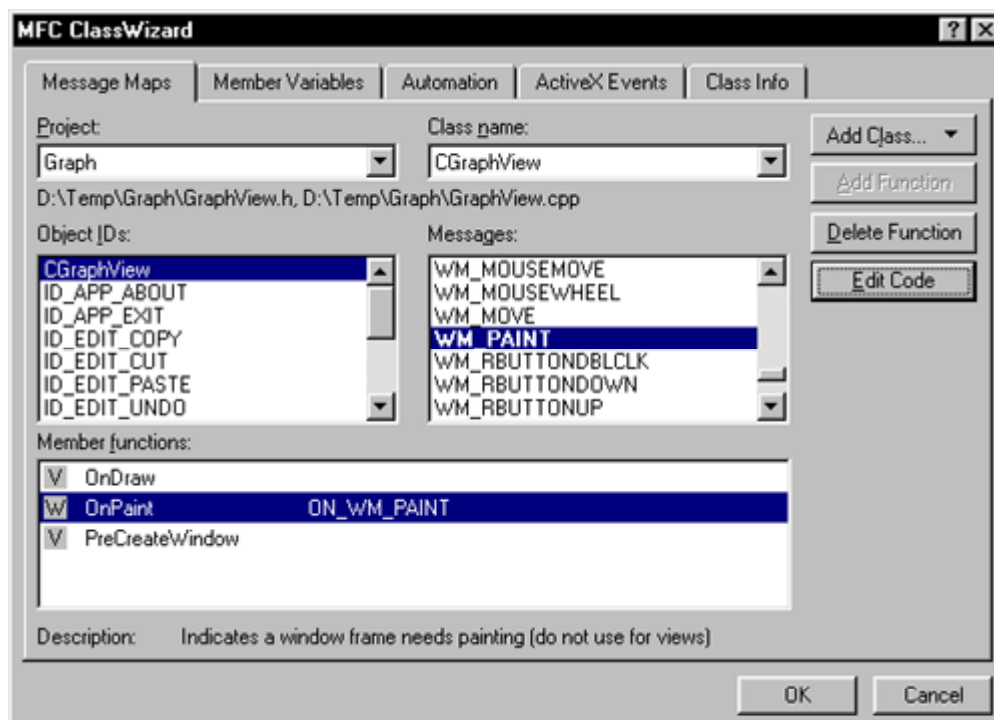 MFC ClassWizard
Message Maps Member Variables Automation ActiveX Events Class Info
Project: Class name:
Graph CGraphView
Add Class...
D:\Temp\Graph\GraphView.h, D:\Temp\Graph\GraphView.cpp
Add Function
Object IDs: Messages:
Delete Function
CGraphView WM_MOUSEMOVE
Edit Code
ID_APP_ABOUT WM_MOUSEWHEEL
ID_APP_EXIT WM_MOVE
ID_EDIT_COPY WM_PAINT
ID_EDIT_CUT WM_RBUTTONDBLCLK
ID_EDIT_PASTE WM_RBUTTONDOWN
ID_EDIT_UNDO WM_RBUTTONUP
Member functions:
V OnDraw
W OnPaint ON_WM_PAINT
V PreCreateWindow
Description: Indicates a window frame needs painting (do not use for views)
OK Cancel